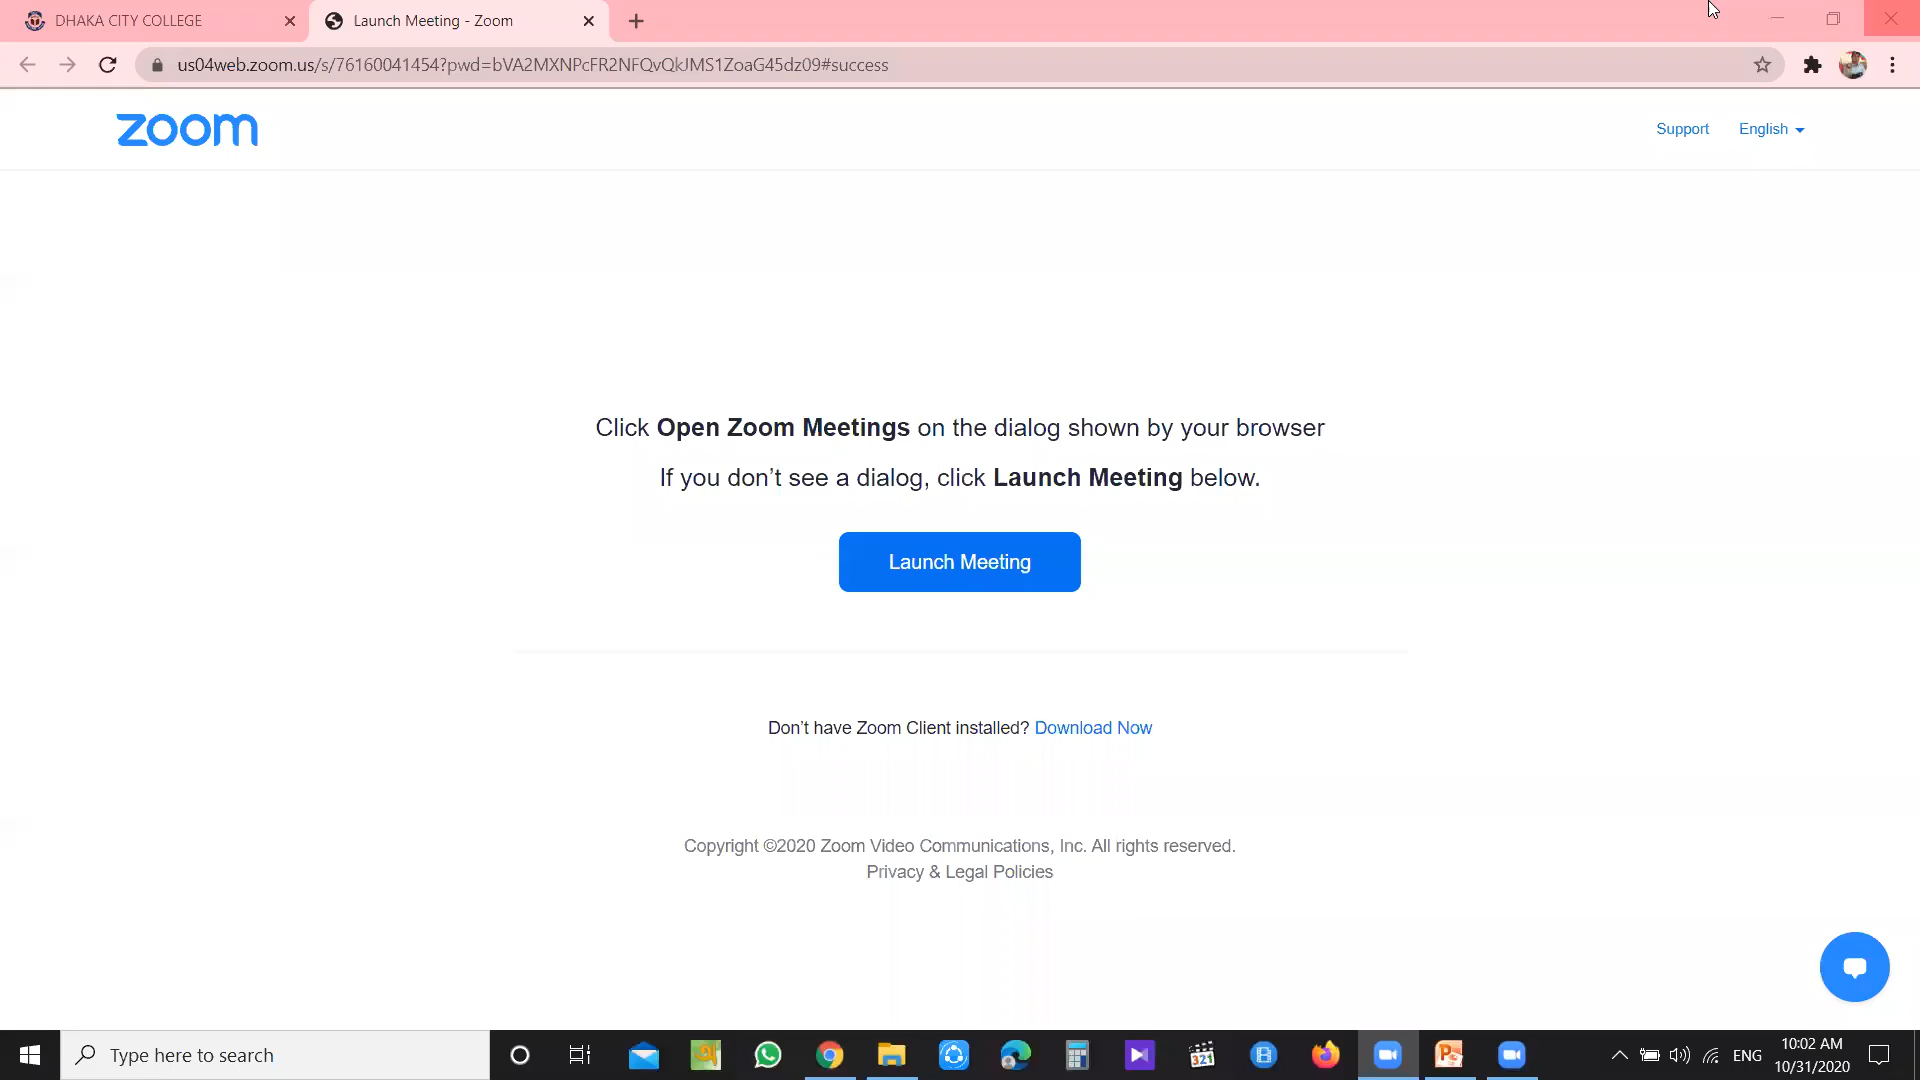 DHAKA CITY COLLEGE
Launch Meeting - Zoom
us04web.zoom.us/s/76160041454?pwd=bVA2MXNPcFR2NFQvQkJMS1ZoaG45dz09#success
zoom
Support
English
Click Open Zoom Meetings on the dialog shown by your browser
If you don’t see a dialog, click Launch Meeting below.
Launch Meeting
Don’t have Zoom Client installed? Download Now
Copyright ©2020 Zoom Video Communications, Inc. All rights reserved.
Privacy & Legal Policies
Type here to search
321
ENG
10:02 AM
10/31/2020